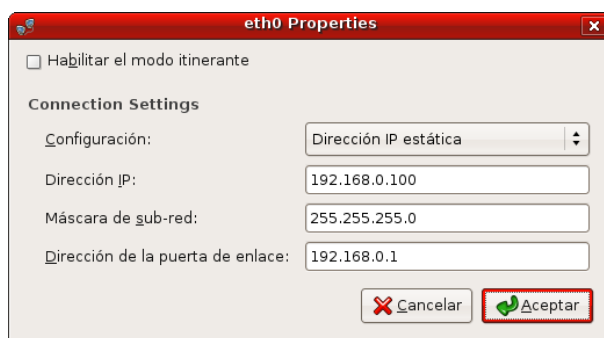 eth0 Properties
Habilitar el modo itinerante
Connection Settings
Configuración: Dirección IP estática
Dirección IP: 192.168.0.100
Máscara de sub-red: 255.255.255.0
Dirección de la puerta de enlace: 192.168.0.1
Cancelar Aceptar